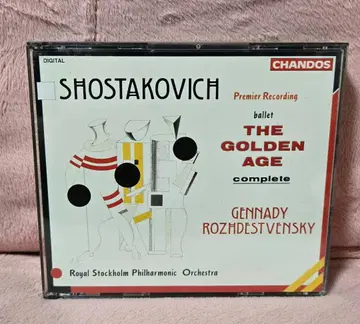 DIGITAL
CHANDOS
SHOSTAKOVICH
Premier Recording
ballet
THE
GOLDEN
AGE
complete
GENNADY
ROZHDESTVENSKY
Royal Stockholm Philharmonic Orchestra